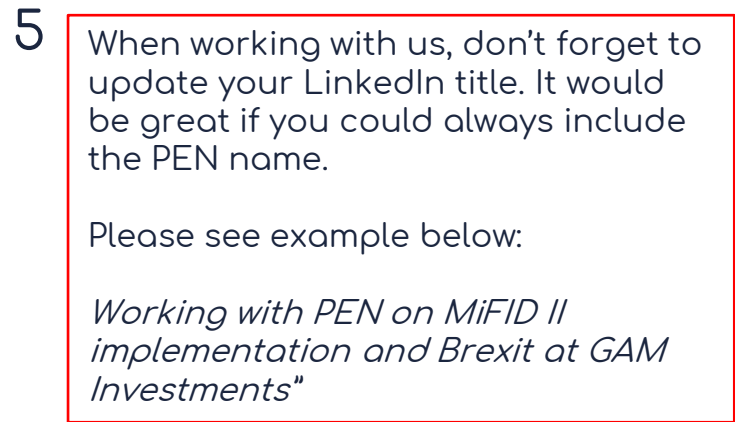 5
When working with us, don’t forget to
update your LinkedIn title. It would
be great if you could always include
the PEN name.
Please see example below:
Working with PEN on MiFID II
implementation and Brexit at GAM
Investments”